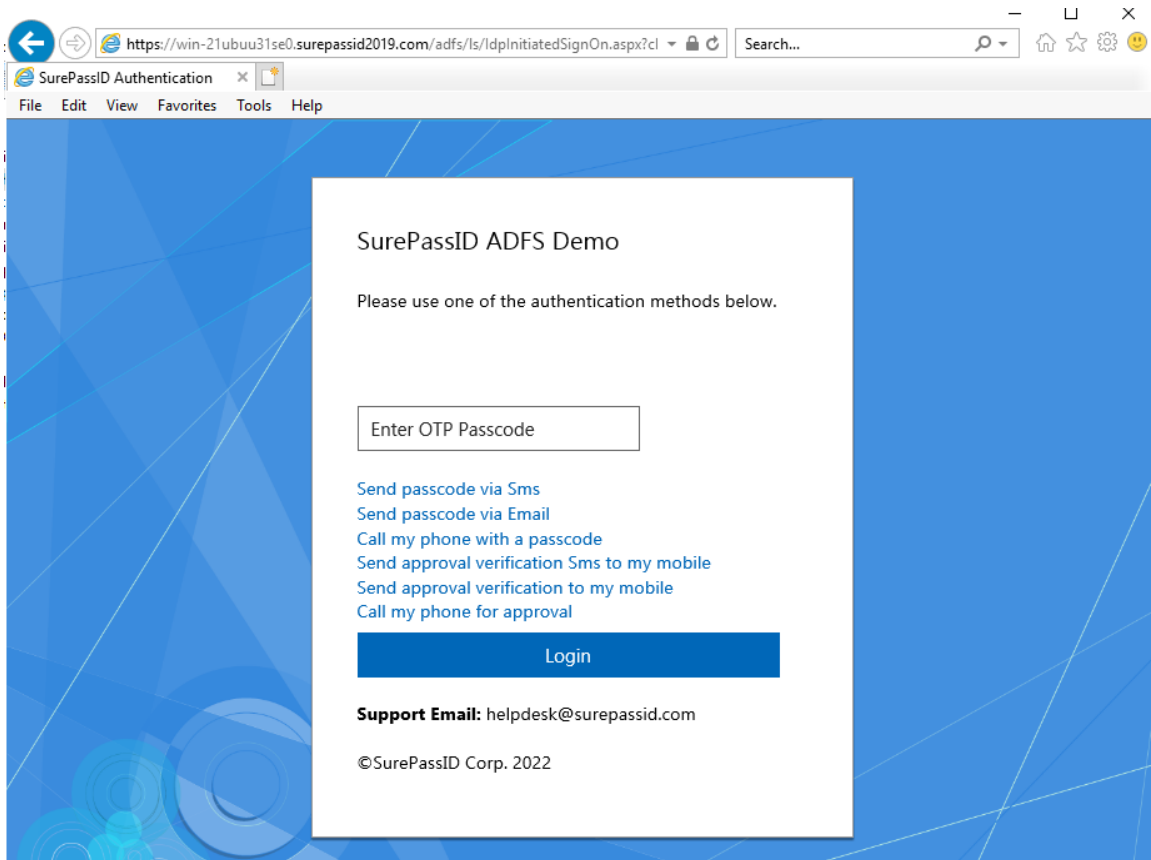 https://win-21ubuu31se0.surepassid2019.com/adfs/ls/IdpInitiatedSignOn.aspx?cl
Search...
SurePassID Authentication
File Edit View Favorites Tools Help
SurePassID ADFS Demo
Please use one of the authentication methods below.
Enter OTP Passcode
Send passcode via Sms
Send passcode via Email
Call my phone with a passcode
Send approval verification Sms to my mobile
Send approval verification to my mobile
Call my phone for approval
Login
Support Email: helpdesk@surepassid.com
©SurePassID Corp. 2022